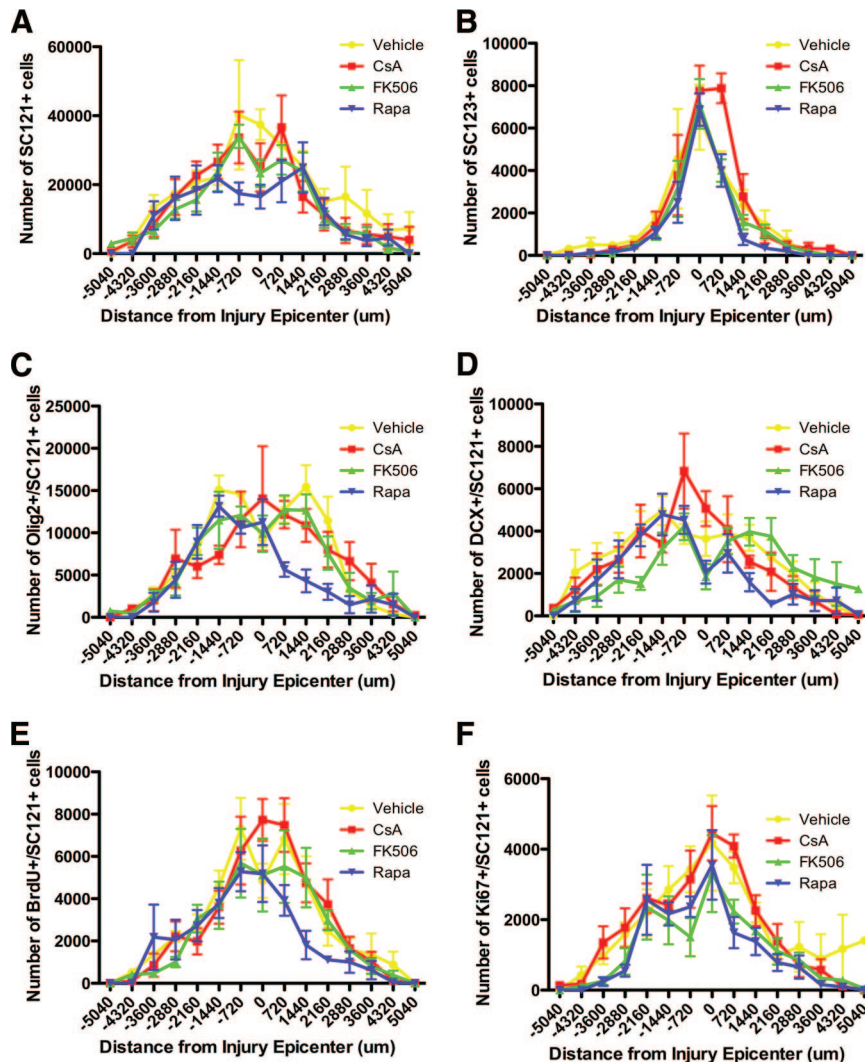 A
Number of SC121+ cells
60000
40000
20000
0
Vehicle
CsA
FK506
Rapa
-5040 -4320 -3600 -2880 -2160 -1440 -720 0 720 1440 2160 2880 3600 4320 5040
Distance from Injury Epicenter (um)
B
Number of SC123+ cells
10000
8000
6000
4000
2000
0
Vehicle
CsA
FK506
Rapa
-5040 -4320 -3600 -2880 -2160 -1440 -720 0 720 1440 2160 2880 3600 4320 5040
Distance from Injury Epicenter (um)
C
Number of Olig2+/SC121+ cells
25000
20000
15000
10000
5000
0
Vehicle
CsA
FK506
Rapa
-5040 -4320 -3600 -2880 -2160 -1440 -720 0 720 1440 2160 2880 3600 4320 5040
Distance from Injury Epicenter (um)
D
Number of DCX+/SC121+ cells
10000
8000
6000
4000
2000
0
Vehicle
CsA
FK506
Rapa
-5040 -4320 -3600 -2880 -2160 -1440 -720 0 720 1440 2160 2880 3600 4320 5040
Distance from Injury Epicenter (um)
E
Number of BrdU+/SC121+ cells
10000
8000
6000
4000
2000
0
Vehicle
CsA
FK506
Rapa
-5040 -4320 -3600 -2880 -2160 -1440 -720 0 720 1440 2160 2880 3600 4320 5040
Distance from Injury Epicenter (um)
F
Number of Ki67+/SC121+ cells
6000
4000
2000
0
Vehicle
CsA
FK506
Rapa
-5040 -4320 -3600 -2880 -2160 -1440 -720 0 720 1440 2160 2880 3600 4320 5040
Distance from Injury Epicenter (um)